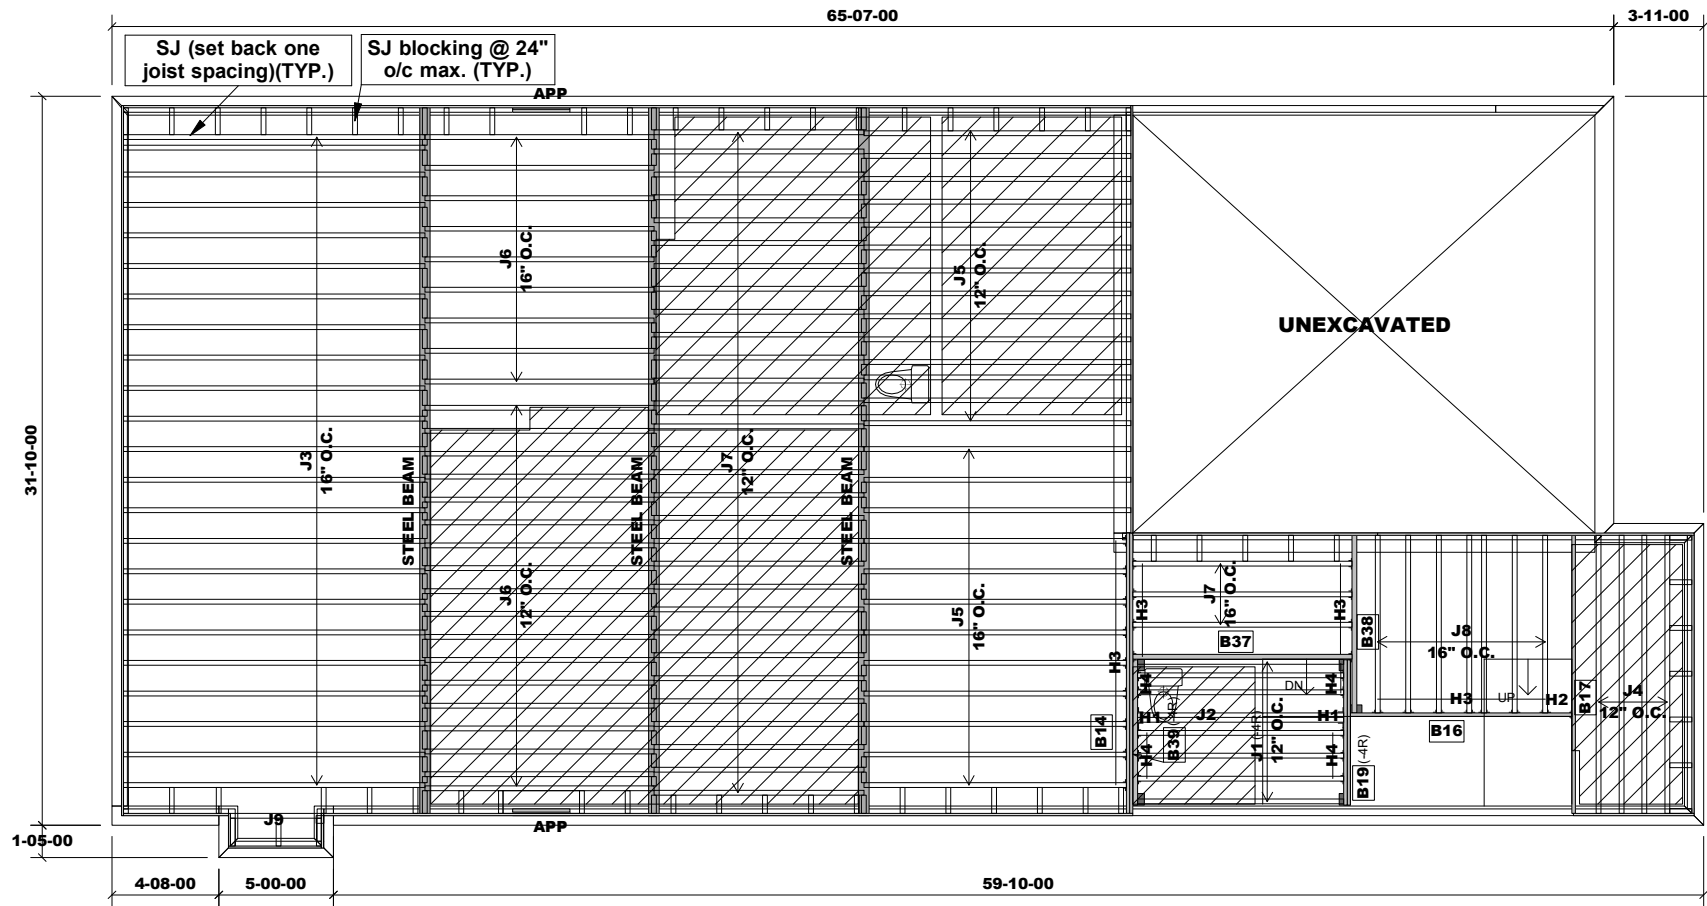 65-07-00
3-11-00
SJ (set back one
joist spacing)(TYP.)
SJ blocking @ 24"
o/c max. (TYP.)
APP
31-10-00
J3
16" O.C.
J6
16" O.C.
J6
12" O.C.
J7
12" O.C.
J5
12" O.C.
J5
16" O.C.
STEEL BEAM
STEEL BEAM
STEEL BEAM
UNEXCAVATED
H3
J7
16" O.C.
H3
B37
B38
J8
16" O.C.
H3
H2
UP
B17
J4
12" O.C.
H3
B14
H4
H1
(-4R)
J2
B39
H4
DN
H4
H1
J1(-4R)
12" O.C.
H4
B19 (-4R)
B16
J9
APP
1-05-00
4-08-00
5-00-00
59-10-00